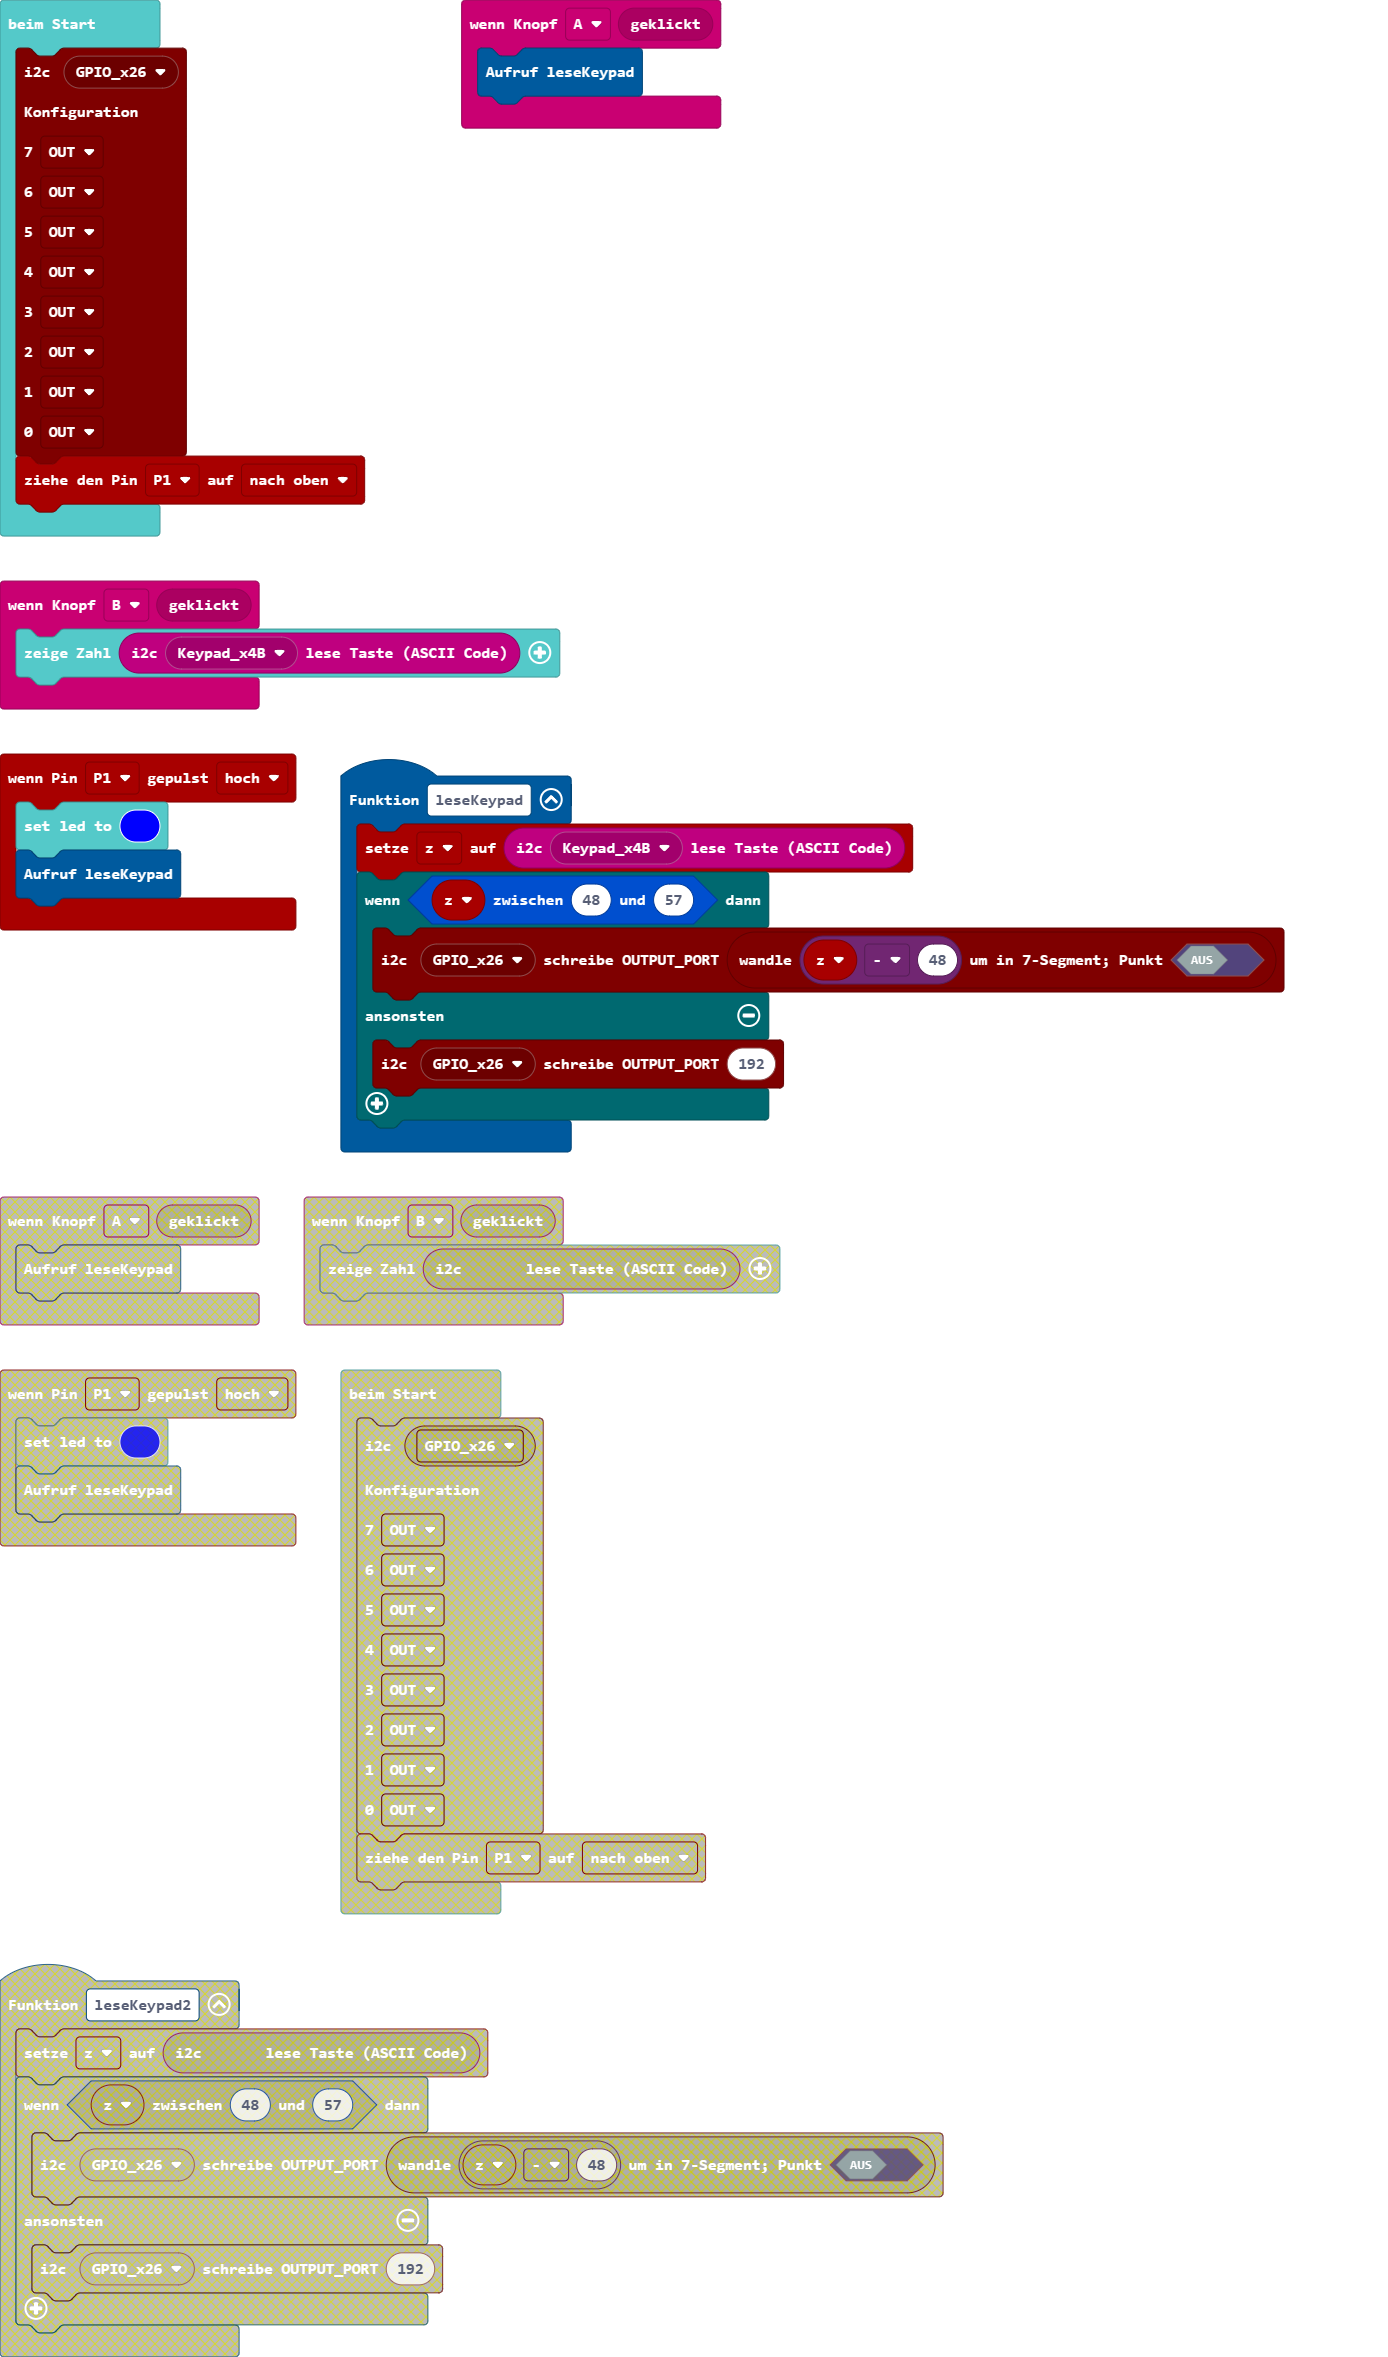 beim Start
i2c GPIO_x26
Konfiguration
7 OUT
6 OUT
5 OUT
4 OUT
3 OUT
2 OUT
1 OUT
0 OUT
ziehe den Pin P1 auf nach oben
wenn Knopf A geklickt
Aufruf leseKeypad
wenn Knopf B geklickt
zeige Zahl i2c Keypad_x4B lese Taste (ASCII Code)
wenn Pin P1 gepulst hoch
set led to
Aufruf leseKeypad
Funktion leseKeypad
setze z auf i2c Keypad_x4B lese Taste (ASCII Code)
wenn z zwischen 48 und 57 dann
i2c GPIO_x26 schreibe OUTPUT_PORT wandle z - 48 um in 7-Segment; Punkt AUS
ansonsten
i2c GPIO_x26 schreibe OUTPUT_PORT 192
wenn Knopf A geklickt
Aufruf leseKeypad
wenn Knopf B geklickt
zeige Zahl i2c lese Taste (ASCII Code)
wenn Pin P1 gepulst hoch
set led to
Aufruf leseKeypad
beim Start
i2c GPIO_x26
Konfiguration
7 OUT
6 OUT
5 OUT
4 OUT
3 OUT
2 OUT
1 OUT
0 OUT
ziehe den Pin P1 auf nach oben
Funktion leseKeypad2
setze z auf i2c lese Taste (ASCII Code)
wenn z zwischen 48 und 57 dann
i2c GPIO_x26 schreibe OUTPUT_PORT wandle z - 48 um in 7-Segment; Punkt AUS
ansonsten
i2c GPIO_x26 schreibe OUTPUT_PORT 192